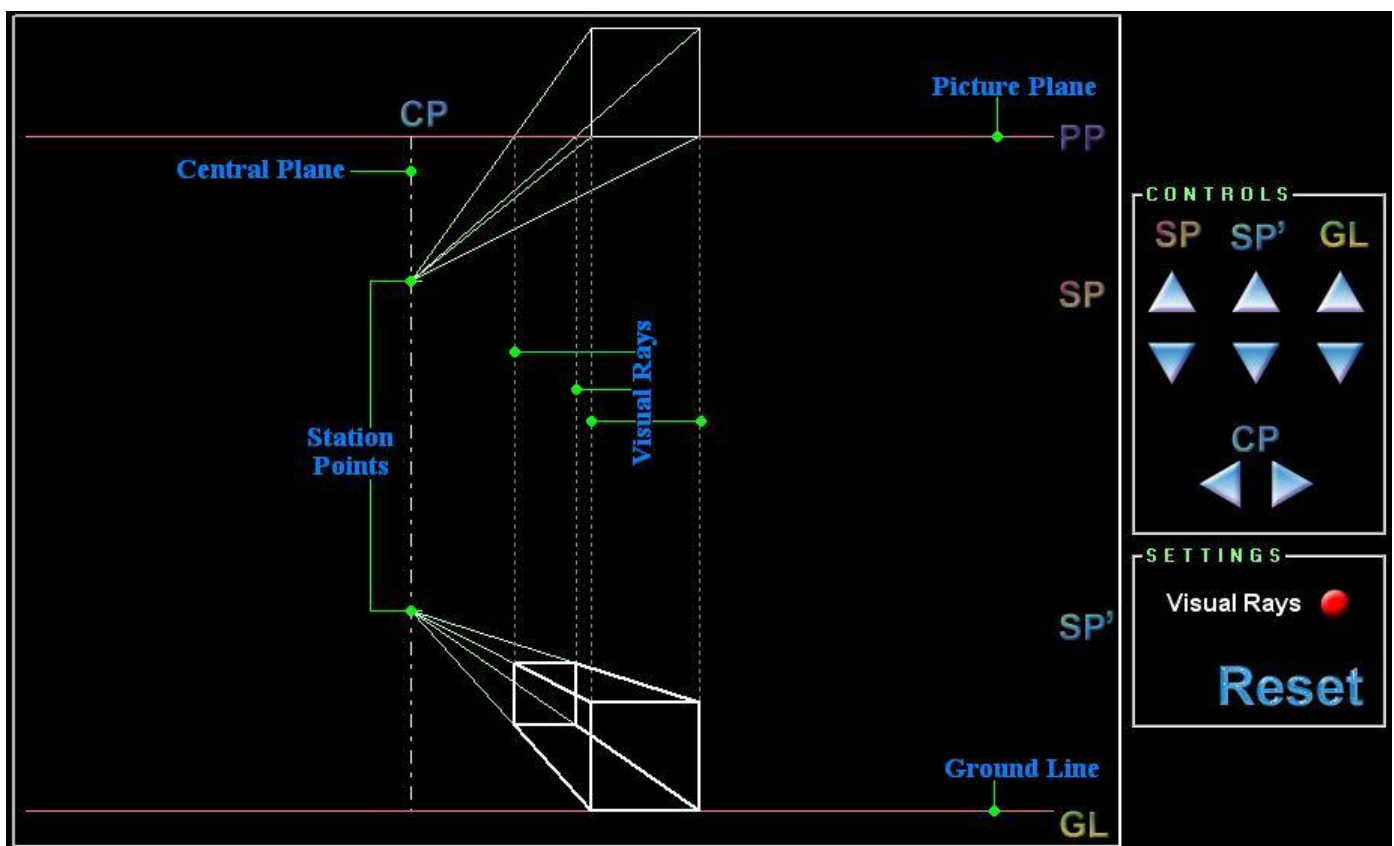 CP
Picture Plane
PP
Central Plane
CONTROLS
SP SP' GL
SP
Visual Rays
Station
Points
CP
SETTINGS
Visual Rays
SP'
Reset
Ground Line
GL